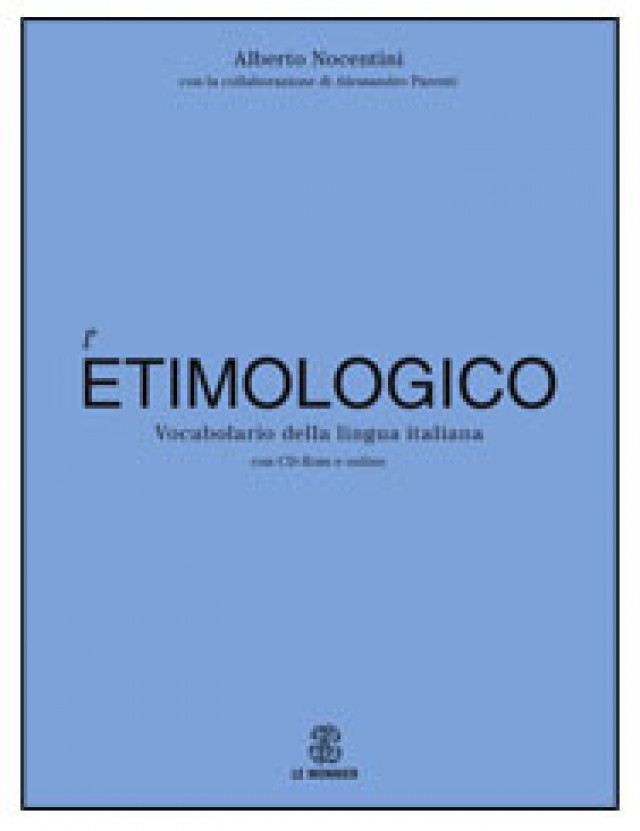 Alberto Nocentini
con la collaborazione di Alessandro Parenti
l'
ETIMOLOGICO
Vocabolario della lingua italiana
con CD-Rom e online
LE MONNIER